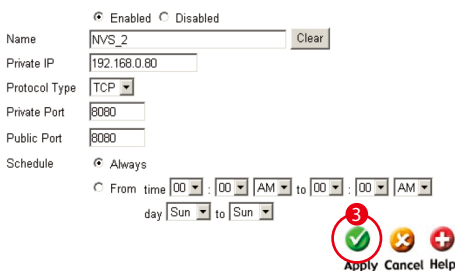 Enabled Disabled
Name NVS_2 Clear
Private IP 192.168.0.80
Protocol Type TCP
Private Port 8080
Public Port 8080
Schedule Always
From time 00 : 00 AM to 00 : 00 AM
day Sun to Sun
3
Apply Cancel Help